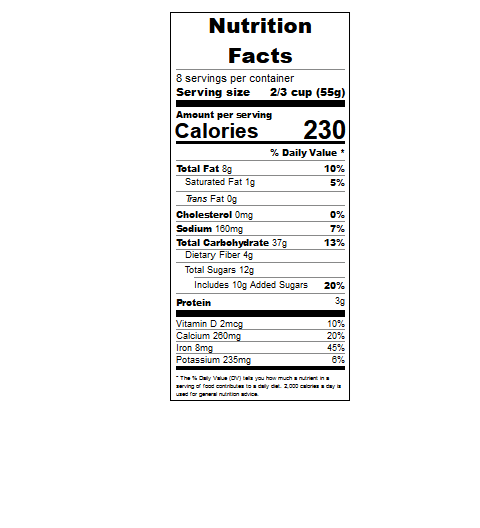 Nutrition
Facts
8 servings per container
Serving size 2/3 cup (55g)
Amount per serving
Calories 230
% Daily Value *
Total Fat 8g 10%
Saturated Fat 1g 5%
Trans Fat 0g
Cholesterol 0mg 0%
Sodium 160mg 7%
Total Carbohydrate 37g 13%
Dietary Fiber 4g
Total Sugars 12g
Includes 10g Added Sugars 20%
Protein 3g
Vitamin D 2mcg 10%
Calcium 260mg 20%
Iron 8mg 45%
Potassium 235mg 6%
* The % Daily Value (DV) tells you how much a nutrient in a
serving of food contributes to a daily diet. 2,000 calories a day is
used for general nutrition advice.